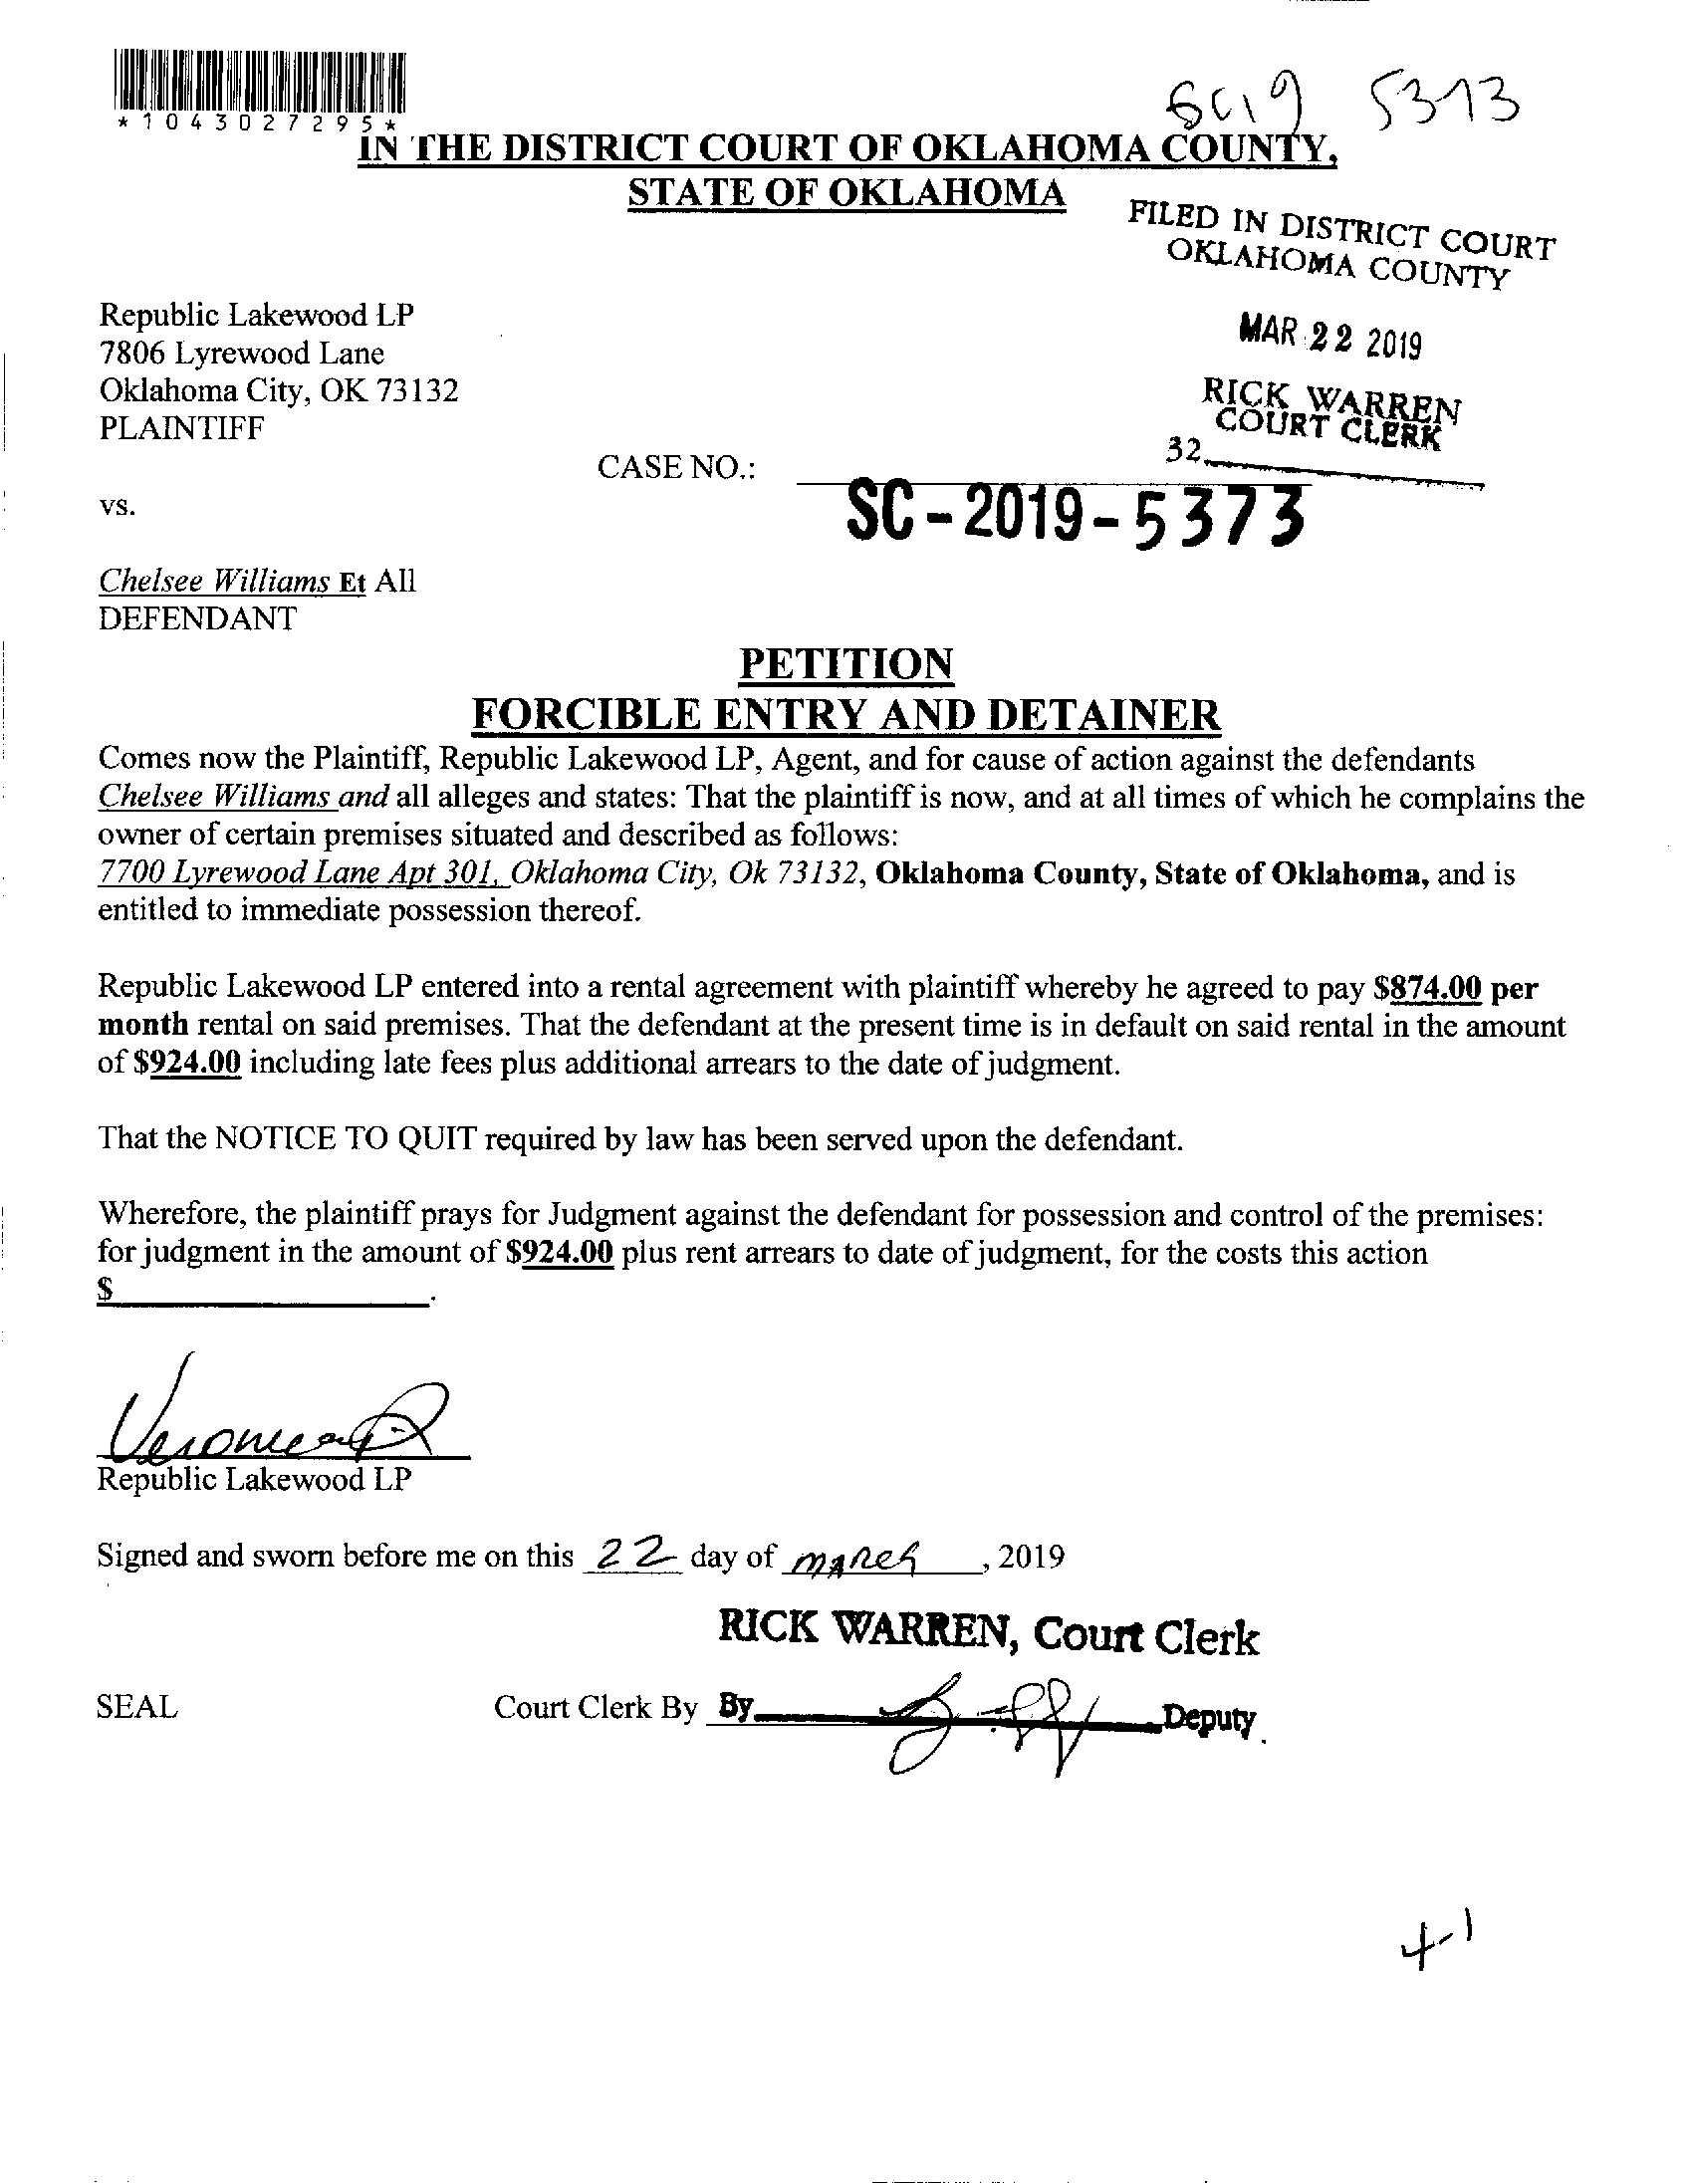 SC19 5373
*1043027295*
IN THE DISTRICT COURT OF OKLAHOMA COUNTY,
STATE OF OKLAHOMA
FILED IN DISTRICT COURT
OKLAHOMA COUNTY
Republic Lakewood LP
MAR 22 2019
7806 Lyrewood Lane
Oklahoma City, OK 73132
RICK WARREN
COURT CLERK
PLAINTIFF
32
CASE NO.:
SC-2019-5373
vs.
Chelsee Williams Et All
DEFENDANT
PETITION
FORCIBLE ENTRY AND DETAINER
Comes now the Plaintiff, Republic Lakewood LP, Agent, and for cause of action against the defendants
Chelsee Williams and all alleges and states: That the plaintiff is now, and at all times of which he complains the
owner of certain premises situated and described as follows:
7700 Lyrewood Lane Apt 301, Oklahoma City, Ok 73132, Oklahoma County, State of Oklahoma, and is
entitled to immediate possession thereof.
Republic Lakewood LP entered into a rental agreement with plaintiff whereby he agreed to pay $874.00 per
month rental on said premises. That the defendant at the present time is in default on said rental in the amount
of $924.00 including late fees plus additional arrears to the date of judgment.
That the NOTICE TO QUIT required by law has been served upon the defendant.
Wherefore, the plaintiff prays for Judgment against the defendant for possession and control of the premises:
for judgment in the amount of $924.00 plus rent arrears to date of judgment, for the costs this action
$ .
Republic Lakewood LP
Signed and sworn before me on this 22 day of March, 2019
RICK WARREN, Court Clerk
SEAL Court Clerk By By Deputy
4-1